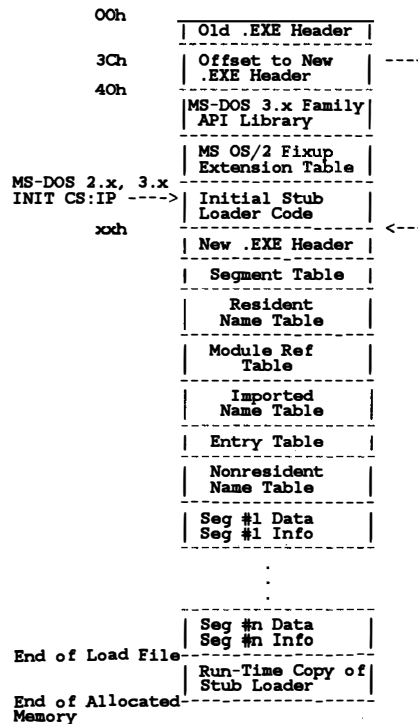 00h
Old .EXE Header
3Ch
Offset to New
.EXE Header
40h
MS-DOS 3.x Family
API Library
MS OS/2 Fixup
Extension Table
MS-DOS 2.x, 3.x
INIT CS:IP ---->
Initial Stub
Loader Code
xxh
New .EXE Header
Segment Table
Resident
Name Table
Module Ref
Table
Imported
Name Table
Entry Table
Nonresident
Name Table
Seg #1 Data
Seg #1 Info
.
.
.
Seg #n Data
Seg #n Info
End of Load File
Run-Time Copy of
Stub Loader
End of Allocated
Memory